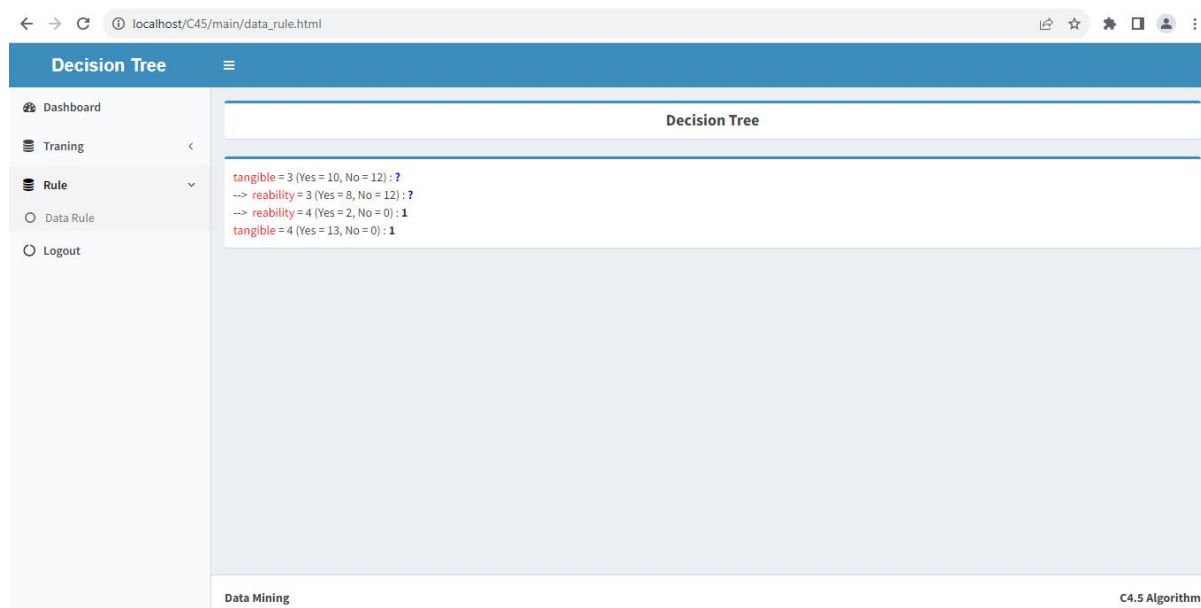 localhost/C45/main/data_rule.html
Decision Tree
Dashboard
Traning
Rule
Data Rule
Logout
Decision Tree
tangible = 3 (Yes = 10, No = 12) : ?
--> reability = 3 (Yes = 8, No = 12) : ?
--> reability = 4 (Yes = 2, No = 0) : 1
tangible = 4 (Yes = 13, No = 0) : 1
Data Mining C4.5 Algorithm